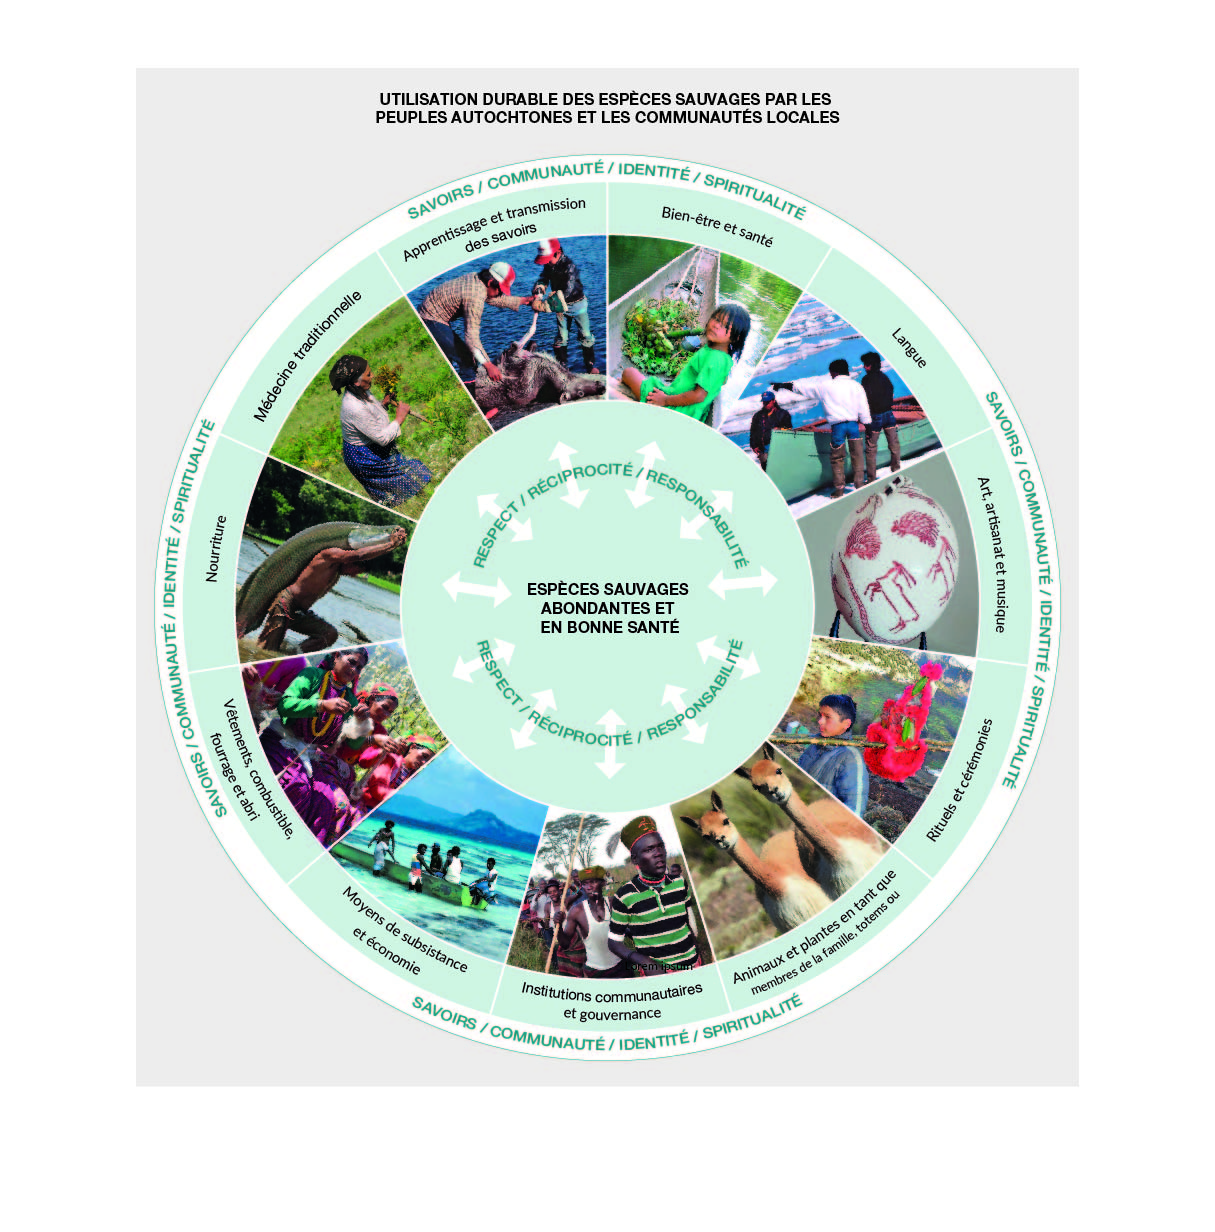 UTILISATION DURABLE DES ESPÈCES SAUVAGES PAR LES
PEUPLES AUTOCHTONES ET LES COMMUNAUTÉS LOCALES
SAVOIRS / COMMUNAUTÉ / IDENTITÉ / SPIRITUALITÉ
SAVOIRS / COMMUNAUTÉ / IDENTITÉ / SPIRITUALITÉ
SAVOIRS / COMMUNAUTÉ / IDENTITÉ / SPIRITUALITÉ
SAVOIRS / COMMUNAUTÉ / IDENTITÉ / SPIRITUALITÉ
Apprentissage et transmission
des savoirs
Bien-être et santé
Langue
Art, artisanat et musique
Rituels et cérémonies
Animaux et plantes en tant que
membres de la famille, totems ou
Institutions communautaires
et gouvernance
Lorem ipsum
Moyens de subsistance
et économie
Vêtements, combustible,
fourrage et abri
Nourriture
Médecine traditionnelle
RESPECT / RÉCIPROCITÉ / RESPONSABILITÉ
ESPÈCES SAUVAGES
ABONDANTES ET
EN BONNE SANTÉ
RESPECT / RÉCIPROCITÉ / RESPONSABILITÉ